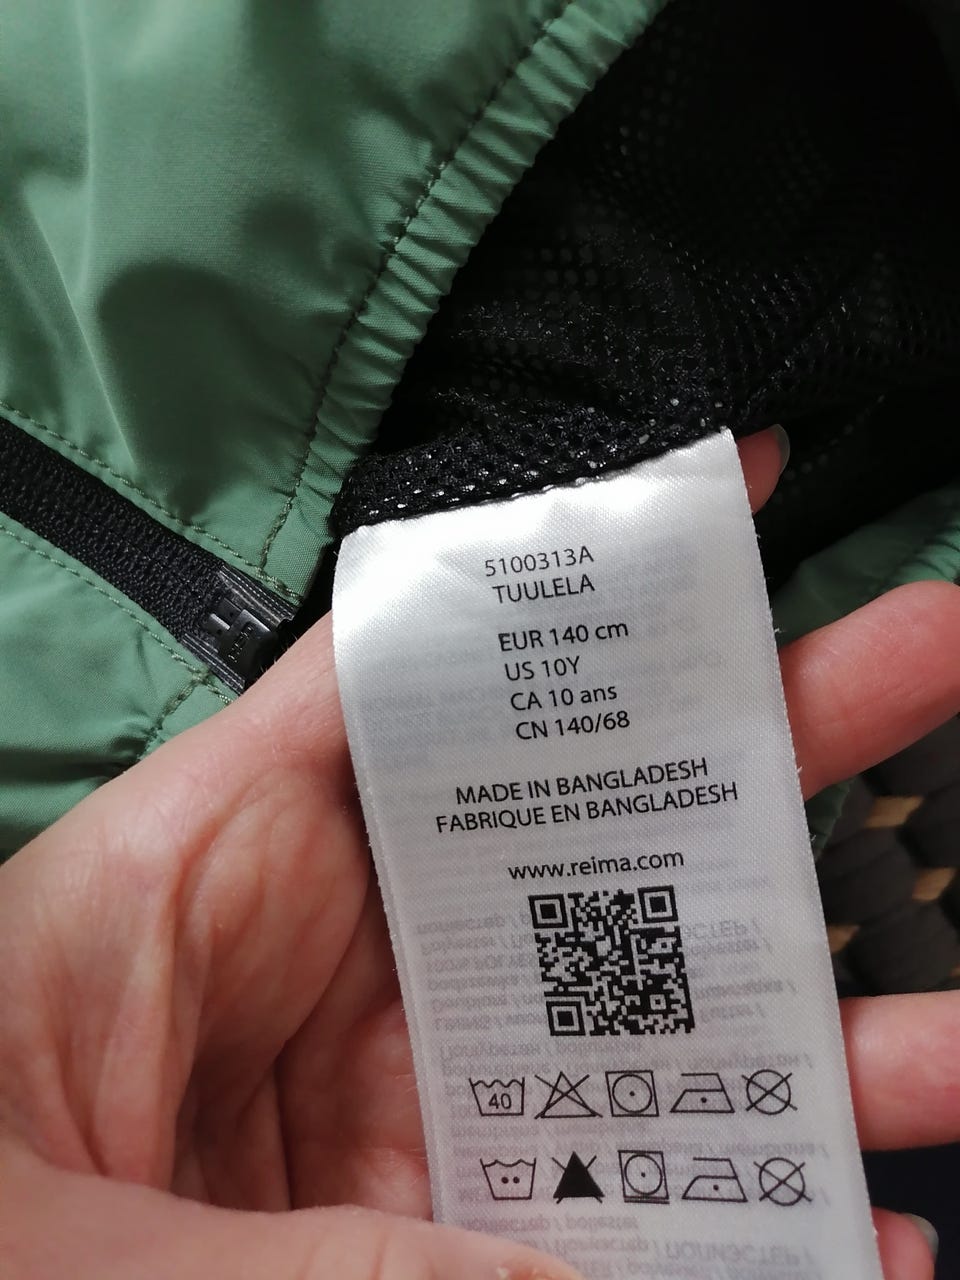 5100313A
TUULELA
EUR 140 cm
US 10Y
CA 10 ans
CN 140/68
MADE IN BANGLADESH
FABRIQUE EN BANGLADESH
www.reima.com
40